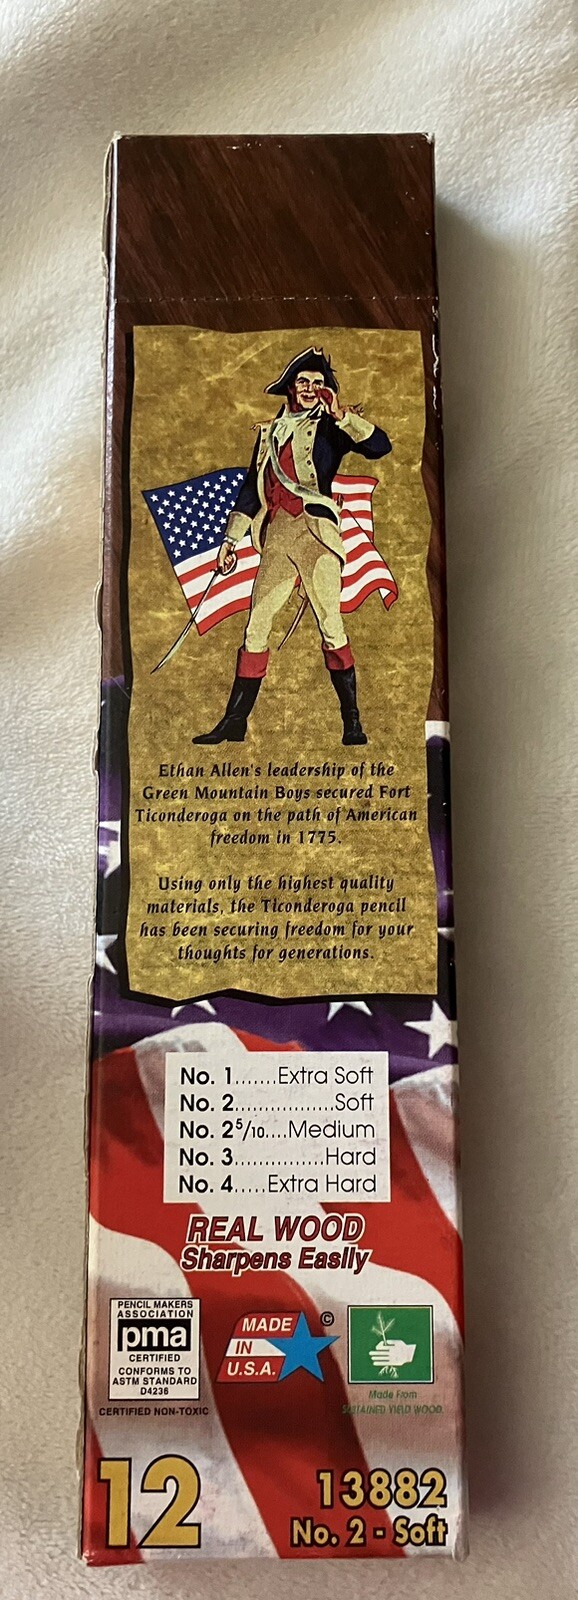 Ethan Allen's leadership of the
Green Mountain Boys secured Fort
Ticonderoga on the path of American
freedom in 1775.
Using only the highest quality
materials, the Ticonderoga pencil
has been securing freedom for your
thoughts for generations.
No. 1.......Extra Soft
No. 2.................Soft
No. 2 5/10....Medium
No. 3...............Hard
No. 4.....Extra Hard
REAL WOOD
Sharpens Easily
PENCIL MAKERS
ASSOCIATION
pma
CERTIFIED
CONFORMS TO
ASTM STANDARD
D4236
CERTIFIED NON-TOXIC
MADE
IN
U.S.A.
©
Made From
SUSTAINED YIELD WOOD.
12
13882
No. 2 - Soft